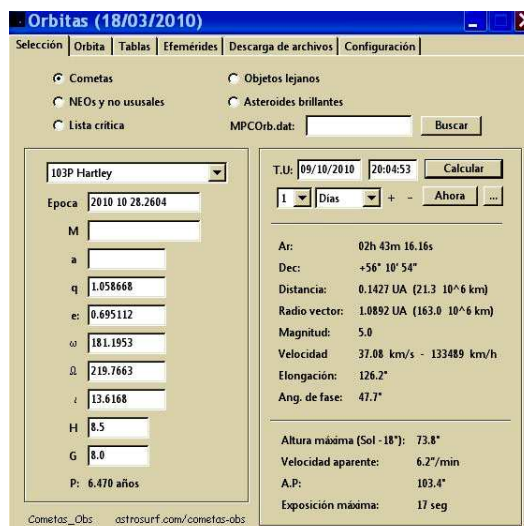 Orbitas (18/03/2010)
Selección Orbita Tablas Efemérides Descarga de archivos Configuración
Cometas Objetos lejanos
NEOs y no ususales Asteroides brillantes
Lista crítica MPCOrb.dat: Buscar
103P Hartley
Epoca 2010 10 28.2604
M
a
q 1.058668
e: 0.695112
ω 181.1953
Ω 219.7663
ι 13.6168
H 8.5
G 8.0
P: 6.470 años
T.U: 09/10/2010 20:04:53 Calcular
1 Días + - Ahora ...
Ar: 02h 43m 16.16s
Dec: +56° 10' 54"
Distancia: 0.1427 UA (21.3 10^6 km)
Radio vector: 1.0892 UA (163.0 10^6 km)
Magnitud: 5.0
Velocidad 37.08 km/s - 133489 km/h
Elongación: 126.2°
Ang. de fase: 47.7°
Altura máxima (Sol -18°): 73.8°
Velocidad aparente: 6.2"/min
A.P: 103.4°
Exposición máxima: 17 seg
Cometas_Obs astrosurf.com/cometas-obs